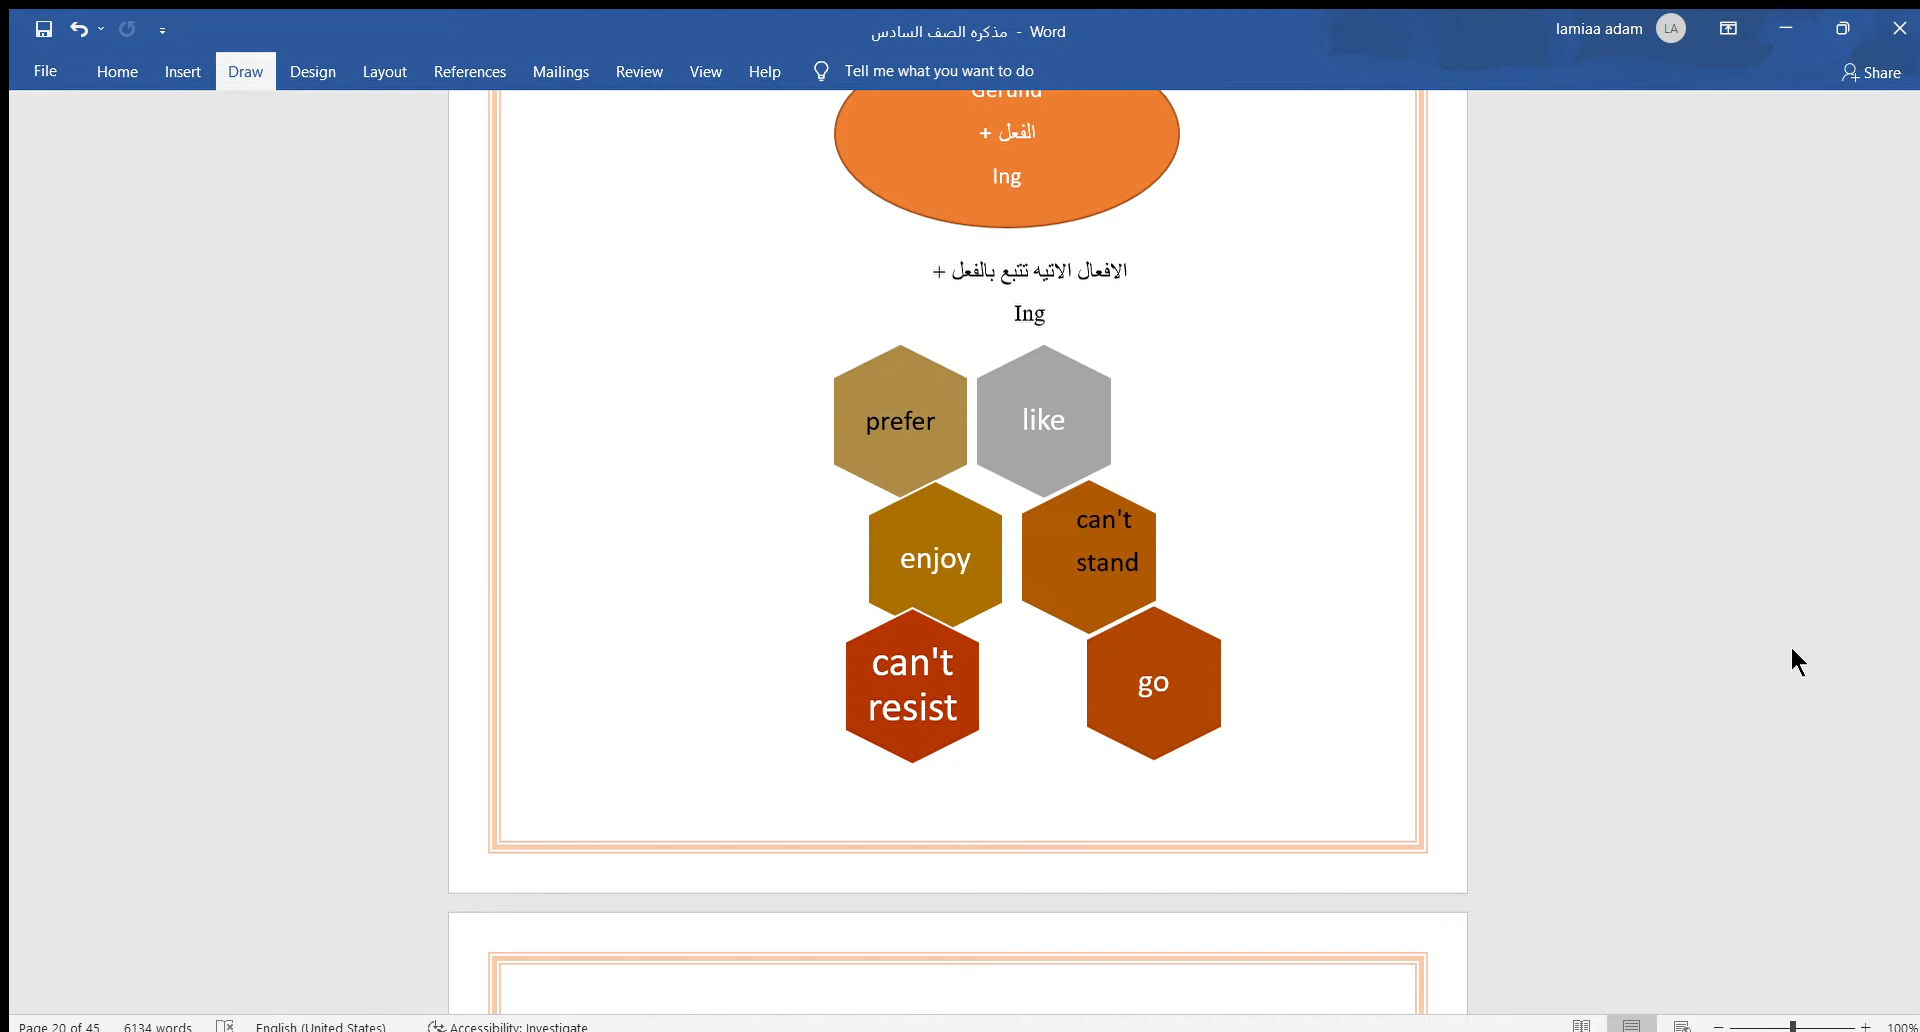 مذكره الصف السادس - Word
lamiaa adam
LA
File Home Insert Draw Design Layout References Mailings Review View Help Tell me what you want to do
Share
Gerund
الفعل +
Ing
الافعال الاتيه تتبع بالفعل +
Ing
prefer
like
enjoy
can't
stand
can't
resist
go
Page 20 of 45 6134 words English (United States) Accessibility: Investigate 100%